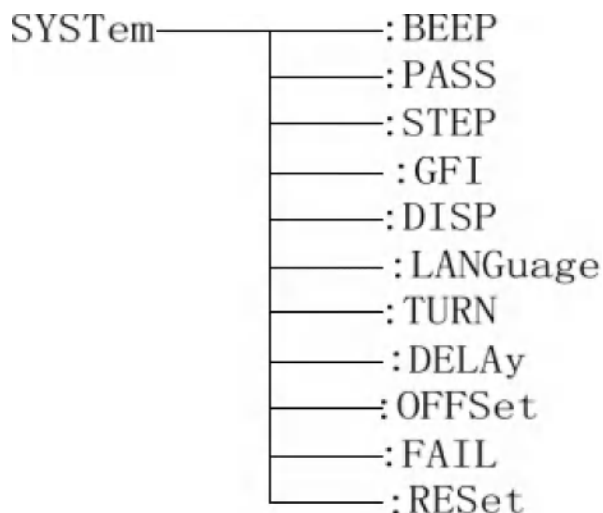 SYSTem :BEEP
:PASS
:STEP
:GFI
:DISP
:LANGuage
:TURN
:DELAy
:OFFSet
:FAIL
:RESet